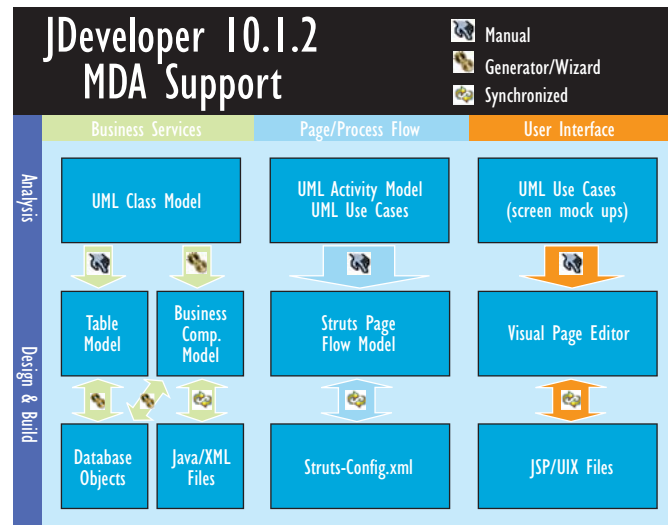 JDeveloper 10.1.2
MDA Support
Manual
Generator/Wizard
Synchronized
Business Services
Page/Process Flow
User Interface
Analysis
UML Class Model
UML Activity Model
UML Use Cases
UML Use Cases
(screen mock ups)
Design & Build
Table
Model
Business
Comp.
Model
Struts Page
Flow Model
Visual Page Editor
Database
Objects
Java/XML
Files
Struts-Config.xml
JSP/UIX Files